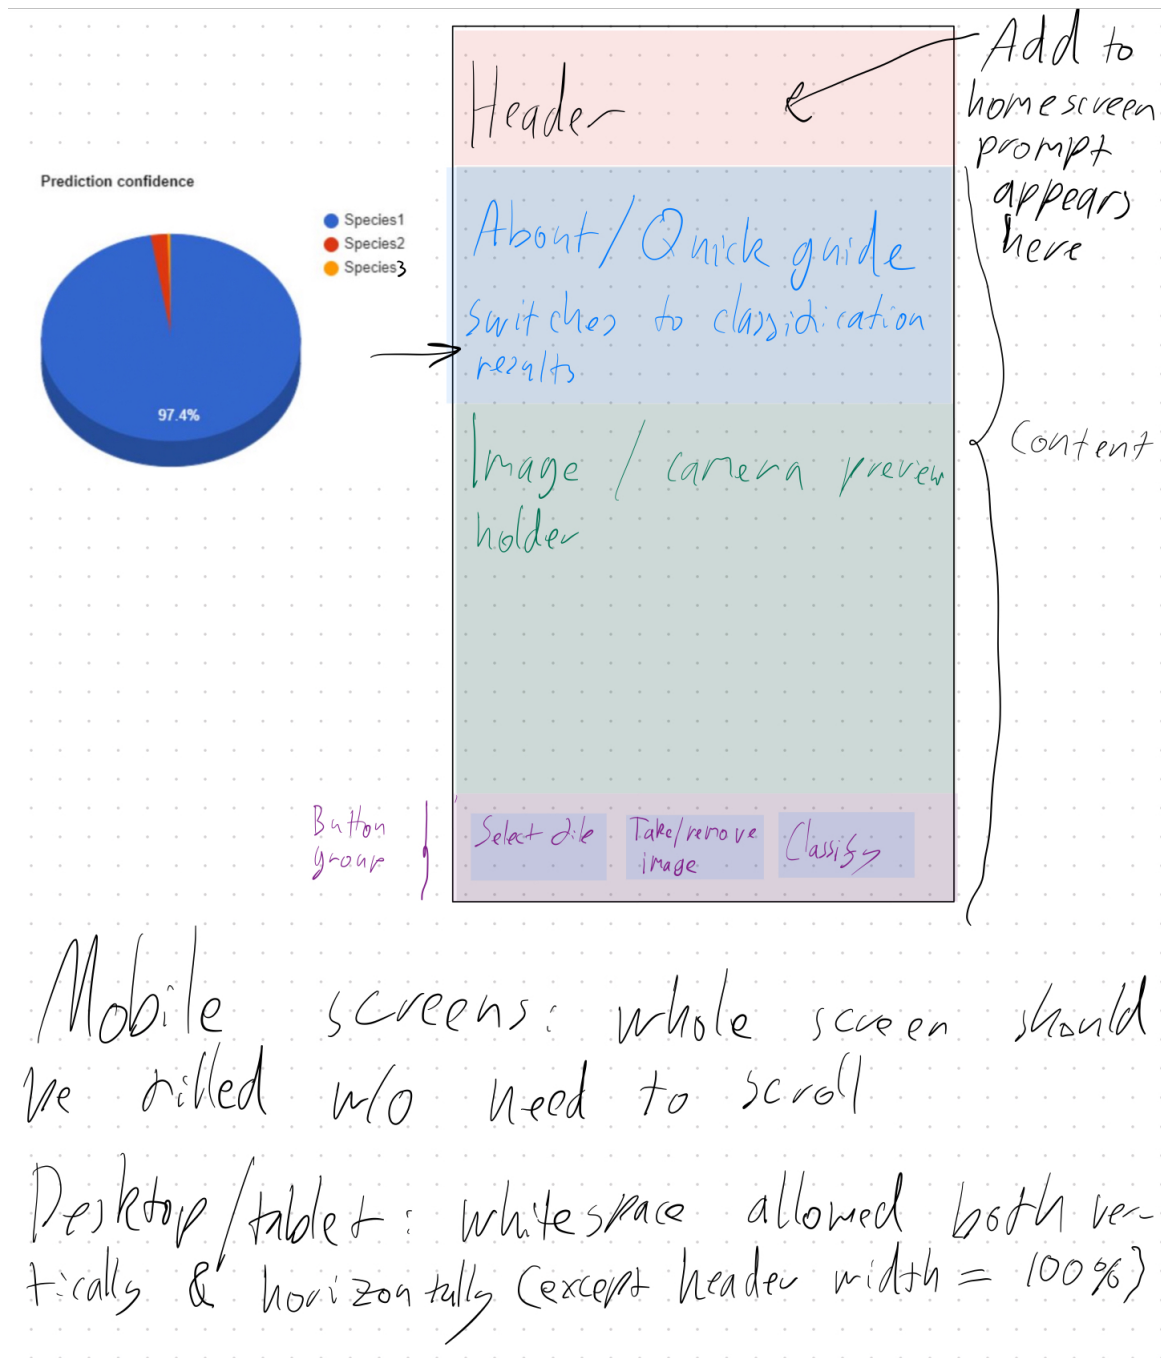 Header
Add to
homescreen
prompt
appears
here
Prediction confidence
Species1
Species2
Species3
97.4%
About/Quick guide
switches to classification
results
Image / camera preview
holder
Content
Button
group
Select file
Take/remove
image
Classify
Mobile screens: whole screen should
be filled w/o need to scroll
Desktop/tablet: whitespace allowed both ver-
tically & horizontally (except header width = 100%)